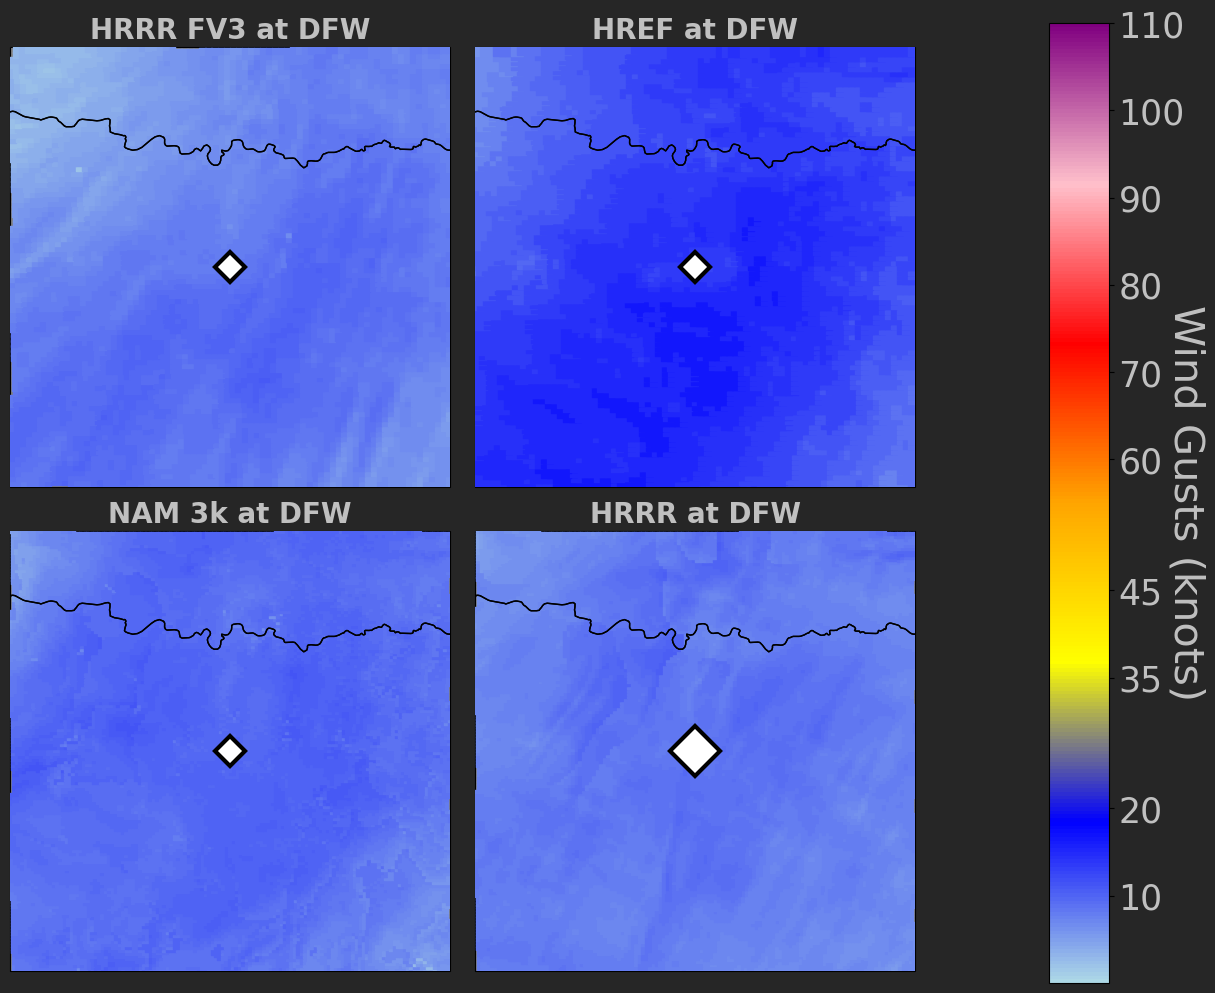 HRRR FV3 at DFW
HREF at DFW
NAM 3k at DFW
HRRR at DFW
110
100
90
80
70
60
45
35
20
10
Wind Gusts (knots)